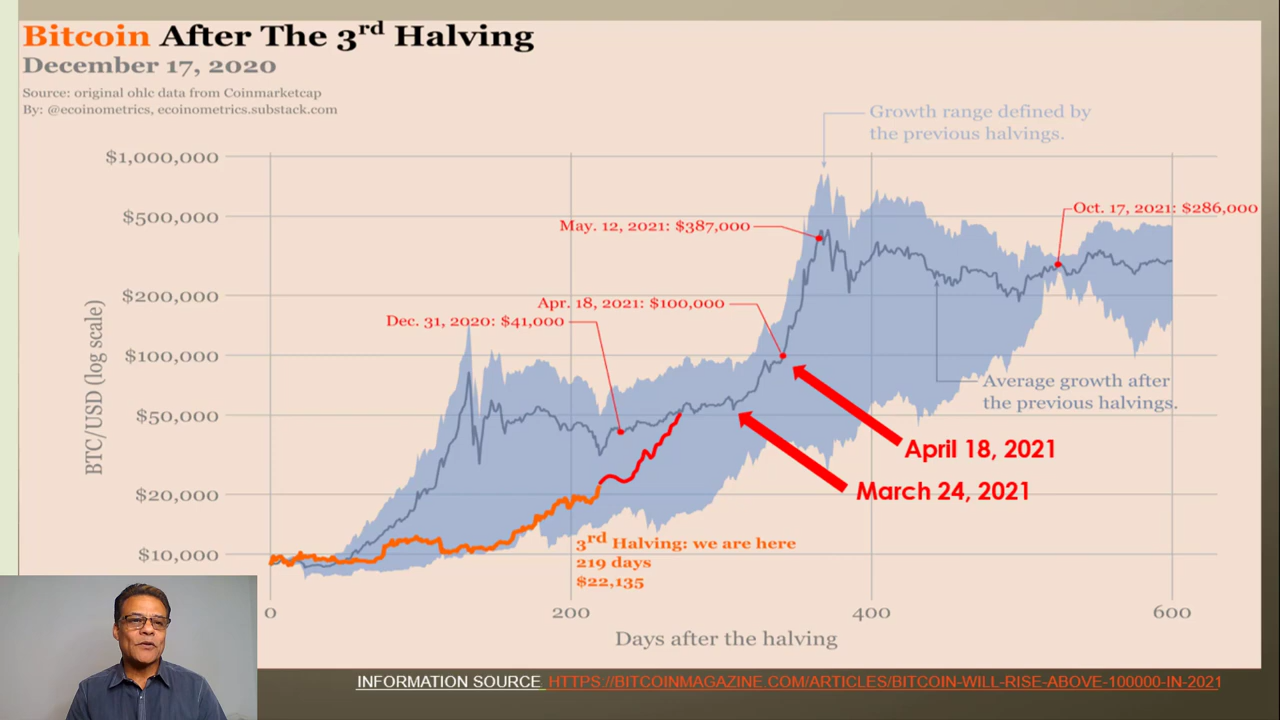 Bitcoin After The 3rd Halving
December 17, 2020
Source: original ohlc data from Coinmarketcap
By: @ecoinometrics, ecoinometrics.substack.com
Growth range defined by
the previous halvings.
$1,000,000
$500,000
$200,000
$100,000
$50,000
$20,000
$10,000
BTC/USD (log scale)
Oct. 17, 2021: $286,000
May. 12, 2021: $387,000
Apr. 18, 2021: $100,000
Dec. 31, 2020: $41,000
Average growth after
the previous halvings.
April 18, 2021
March 24, 2021
3rd Halving: we are here
219 days
$22,135
0
200
400
600
Days after the halving
INFORMATION SOURCE HTTPS://BITCOINMAGAZINE.COM/ARTICLES/BITCOIN-WILL-RISE-ABOVE-100000-IN-2021